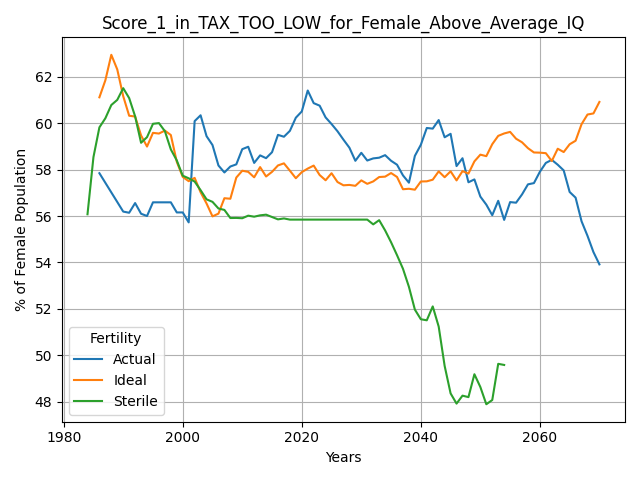 Score_1_in_TAX_TOO_LOW_for_Female_Above_Average_IQ
% of Female Population
62
60
58
56
54
52
50
48
Fertility
Actual
Ideal
Sterile
1980
2000
2020
2040
2060
Years